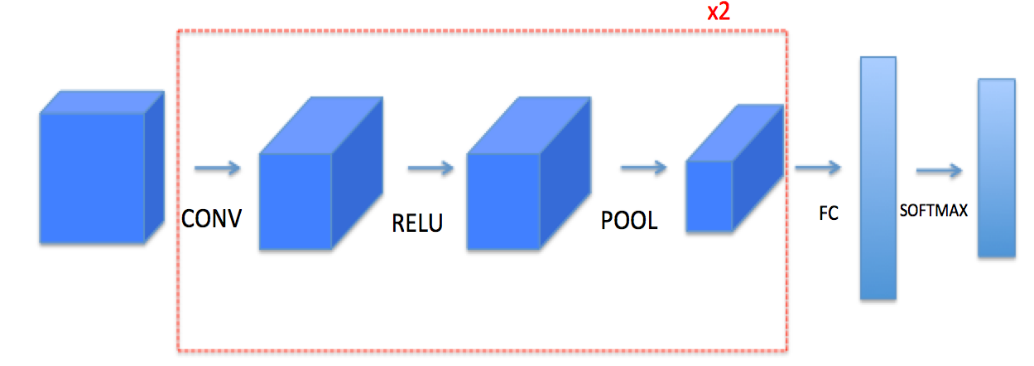 x2
CONV
RELU
POOL
FC
SOFTMAX